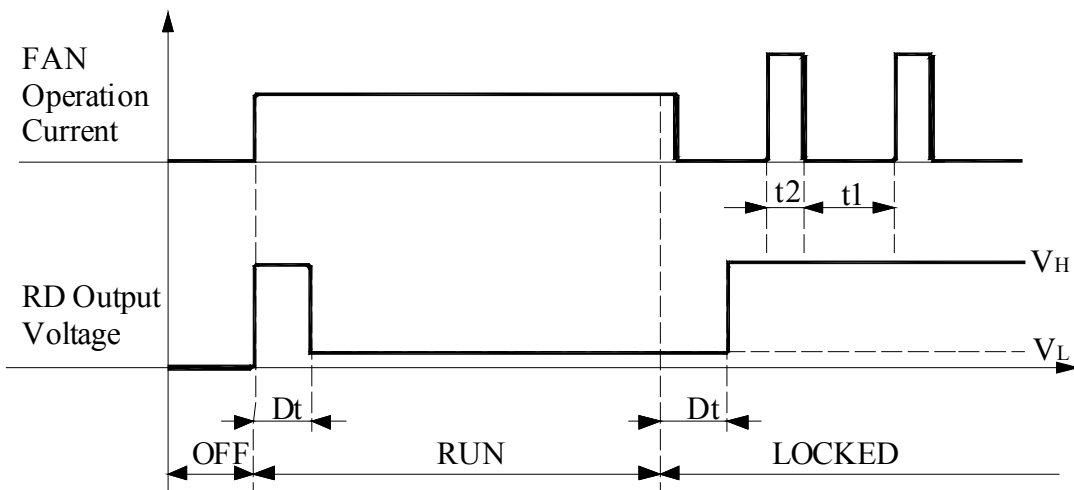 FAN
Operation
Current
t2
t1
RD Output
Voltage
VH
VL
Dt
Dt
OFF
RUN
LOCKED